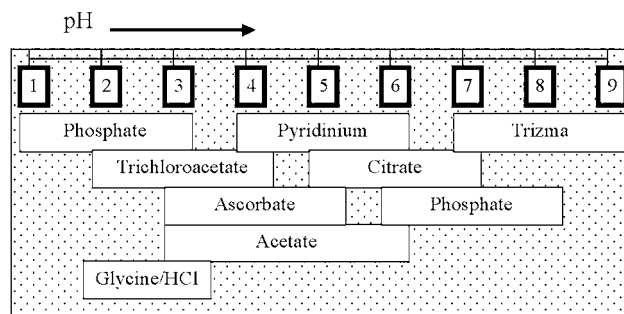 pH
1 2 3 4 5 6 7 8 9
Phosphate Pyridinium Trizma
Trichloroacetate Citrate
Ascorbate Phosphate
Acetate
Glycine/HCl